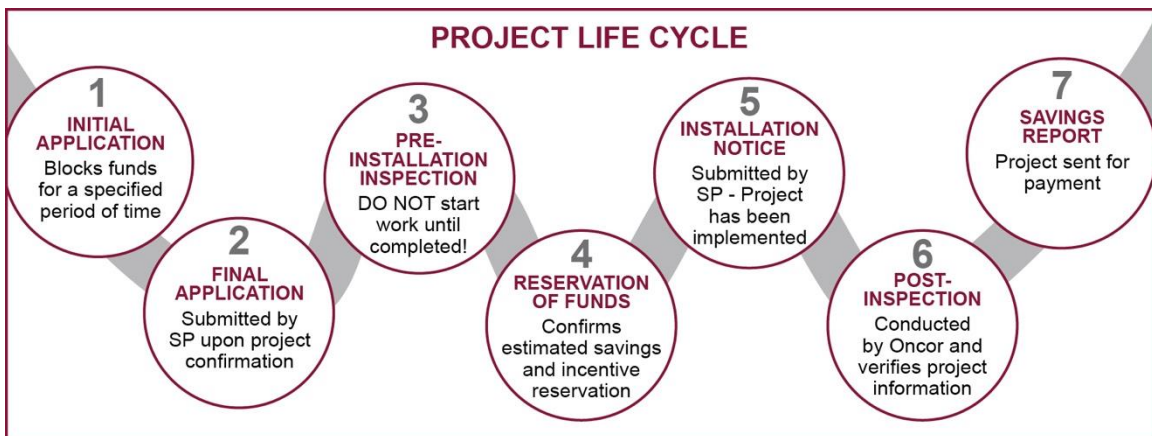 PROJECT LIFE CYCLE
1
INITIAL
APPLICATION
Blocks funds
for a specified
period of time
2
FINAL
APPLICATION
Submitted by
SP upon project
confirmation
3
PRE-
INSTALLATION
INSPECTION
DO NOT start
work until
completed!
4
RESERVATION
OF FUNDS
Confirms
estimated savings
and incentive
reservation
5
INSTALLATION
NOTICE
Submitted by
SP - Project
has been
implemented
6
POST-
INSPECTION
Conducted
by Oncor and
verifies project
information
7
SAVINGS
REPORT
Project sent for
payment